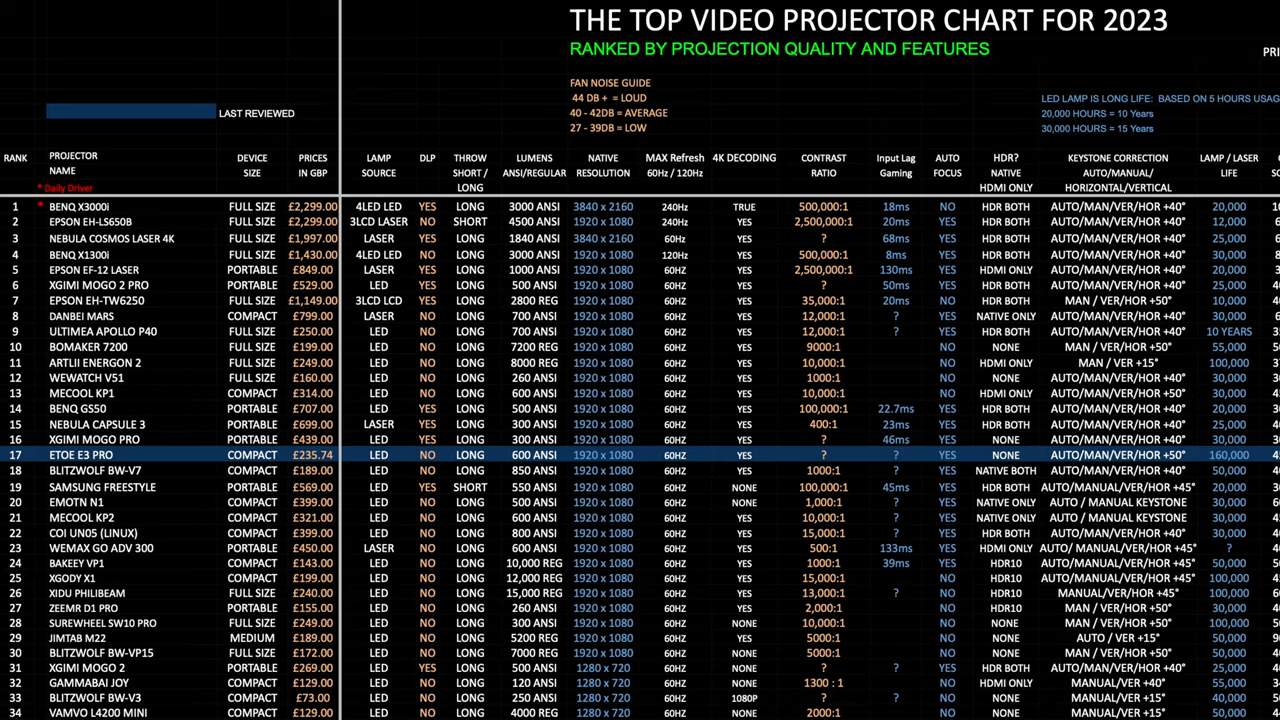 THE TOP VIDEO PROJECTOR CHART FOR 2023
RANKED BY PROJECTION QUALITY AND FEATURES
PRI
FAN NOISE GUIDE
44 DB + = LOUD
40 - 42DB = AVERAGE
27 - 39DB = LOW
LAST REVIEWED
LED LAMP IS LONG LIFE: BASED ON 5 HOURS USAG
20,000 HOURS = 10 Years
30,000 HOURS = 15 Years
RANK PROJECTOR NAME DEVICE SIZE PRICES IN GBP LAMP SOURCE DLP THROW SHORT / LONG LUMENS ANSI/REGULAR NATIVE RESOLUTION MAX Refresh 60Hz / 120Hz 4K DECODING CONTRAST RATIO Input Lag Gaming AUTO FOCUS HDR? NATIVE HDMI ONLY KEYSTONE CORRECTION AUTO/MANUAL/ HORIZONTAL/VERTICAL LAMP / LASER LIFE
* Daily Driver
1 * BENQ X3000i FULL SIZE £2,299.00 4LED LED YES LONG 3000 ANSI 3840 x 2160 240Hz TRUE 500,000:1 18ms NO HDR BOTH AUTO/MAN/VER/HOR +40° 20,000
2 EPSON EH-LS650B FULL SIZE £2,299.00 3LCD LASER NO SHORT 4500 ANSI 1920 x 1080 240Hz YES 2,500,000:1 20ms NO HDR BOTH AUTO/MAN/VER/HOR +40° 12,000
3 NEBULA COSMOS LASER 4K FULL SIZE £1,997.00 LASER YES LONG 1840 ANSI 3840 x 2160 60Hz YES ? 68ms YES HDR BOTH AUTO/MAN/VER/HOR +40° 25,000
4 BENQ X1300i FULL SIZE £1,430.00 4LED LED NO LONG 3000 ANSI 1920 x 1080 120Hz YES 500,000:1 8ms NO HDR BOTH AUTO/MAN/VER/HOR +40° 30,000
5 EPSON EF-12 LASER PORTABLE £849.00 LASER YES LONG 1000 ANSI 1920 x 1080 60HZ YES 2,500,000:1 130ms YES HDMI ONLY AUTO/MAN/VER/HOR +40° 20,000
6 XGIMI MOGO 2 PRO PORTABLE £529.00 LED YES LONG 500 ANSI 1920 x 1080 60HZ YES ? 50ms YES HDR BOTH AUTO/MAN/VER/HOR +40° 25,000
7 EPSON EH-TW6250 FULL SIZE £1,149.00 3LCD LCD NO LONG 2800 REG 1920 x 1080 60HZ YES 35,000:1 20ms NO HDR BOTH MAN / VER/HOR +50° 10,000
8 DANBEI MARS COMPACT £799.00 LASER NO LONG 700 ANSI 1920 x 1080 60HZ YES 12,000:1 ? YES NATIVE ONLY AUTO/MAN/VER/HOR +40° 25,000
9 ULTIMEA APOLLO P40 FULL SIZE £250.00 LED NO LONG 700 ANSI 1920 x 1080 60HZ YES 12,000:1 ? YES HDR BOTH AUTO/MAN/VER/HOR +40° 10 YEARS
10 BOMAKER 7200 FULL SIZE £199.00 LED NO LONG 7200 REG 1920 x 1080 60HZ YES 9000:1 NO NONE MAN / VER/HOR +50° 55,000
11 ARTLII ENERGON 2 FULL SIZE £249.00 LED NO LONG 8000 REG 1920 x 1080 60HZ YES 10,000:1 NO HDMI ONLY MAN / VER +15° 100,000
12 WEWATCH V51 FULL SIZE £160.00 LED NO LONG 260 ANSI 1920 x 1080 60HZ YES 1000:1 NO NONE AUTO/MAN/VER/HOR +40° 30,000
13 MECOOL KP1 COMPACT £314.00 LED NO LONG 600 ANSI 1920 x 1080 60HZ YES 10,000:1 NO HDMI ONLY AUTO/MAN/VER/HOR +40° 30,000
14 BENQ GS50 PORTABLE £707.00 LED YES LONG 500 ANSI 1920 x 1080 60HZ YES 100,000:1 22.7ms YES HDR BOTH AUTO/MAN/VER/HOR +40° 20,000
15 NEBULA CAPSULE 3 PORTABLE £699.00 LASER YES LONG 300 ANSI 1920 x 1080 60HZ YES 400:1 23ms YES HDR BOTH AUTO/MAN/VER/HOR +40° 25,000
16 XGIMI MOGO PRO PORTABLE £439.00 LED YES LONG 300 ANSI 1920 x 1080 60HZ YES ? 46ms YES NONE AUTO/MAN/VER/HOR +40° 30,000
17 ETOE E3 PRO COMPACT £235.74 LED NO LONG 600 ANSI 1920 x 1080 60HZ YES ? ? YES NONE AUTO/MAN/VER/HOR +50° 160,000
18 BLITZWOLF BW-V7 COMPACT £189.00 LED NO LONG 850 ANSI 1920 x 1080 60HZ YES 1000:1 YES NATIVE BOTH AUTO/MAN/VER/HOR +40° 50,000
19 SAMSUNG FREESTYLE PORTABLE £569.00 LED YES SHORT 550 ANSI 1920 x 1080 60HZ NONE 100,000:1 45ms YES HDR BOTH AUTO/MAN/VER/HOR +45° 20,000
20 EMOTN N1 COMPACT £399.00 LED NO LONG 500 ANSI 1920 x 1080 60HZ NONE 1,000:1 ? YES NATIVE ONLY AUTO / MANUAL KEYSTONE 30,000
21 MECOOL KP2 COMPACT £321.00 LED NO LONG 600 ANSI 1920 x 1080 60HZ YES 10,000:1 ? YES NATIVE ONLY AUTO / MANUAL KEYSTONE 30,000
22 COI UN05 (LINUX) COMPACT £399.00 LED NO LONG 800 ANSI 1920 x 1080 60HZ YES 15,000:1 ? YES HDR BOTH AUTO/MAN/VER/HOR +40° 30,000
23 WEMAX GO ADV 300 PORTABLE £450.00 LASER NO LONG 600 ANSI 1920 x 1080 60HZ YES 500:1 133ms YES HDMI ONLY AUTO/ MANUAL/VER/HOR +45° ?
24 BAKEEY VP1 COMPACT £143.00 LED NO LONG 10,000 REG 1920 x 1080 60HZ YES 1000:1 39ms YES HDR10 AUTO/MAN/VER/HOR +45° 50,000
25 XGODY X1 COMPACT £199.00 LED NO LONG 12,000 REG 1920 x 1080 60HZ YES 15,000:1 NO HDR10 AUTO/MAN/VER/HOR +45° 100,000
26 XIDU PHILIBEAM FULL SIZE £240.00 LED NO LONG 15,000 REG 1920 x 1080 60HZ YES 13,000:1 ? YES HDR10 MANUAL/VER/HOR +45° 100,000
27 ZEEMR D1 PRO PORTABLE £155.00 LED NO LONG 260 ANSI 1920 x 1080 60HZ YES 2,000:1 NO HDR10 MAN / VER/HOR +50° 30,000
28 SUREWHEEL SW10 PRO FULL SIZE £249.00 LED NO LONG 300 ANSI 1920 x 1080 60HZ NONE 10,000:1 NO NONE MAN / VER/HOR +50° 100,000
29 JIMTAB M22 MEDIUM £189.00 LED NO LONG 5200 REG 1920 x 1080 60HZ YES 5000:1 NO NONE AUTO / VER +15° 50,000
30 BLITZWOLF BW-VP15 FULL SIZE £172.00 LED NO LONG 7000 REG 1920 x 1080 60HZ NONE 5000:1 NO NONE MAN / VER/HOR +50° 50,000
31 XGIMI MOGO 2 PORTABLE £269.00 LED YES LONG 500 ANSI 1280 x 720 60HZ NONE ? ? YES HDR BOTH AUTO/MAN/VER/HOR +40° 25,000
32 GAMMABAI JOY COMPACT £129.00 LED NO LONG 120 ANSI 1280 x 720 60HZ NONE 1300 : 1 NO HDMI ONLY MANUAL/VER +40° 55,000
33 BLITZWOLF BW-V3 COMPACT £73.00 LED NO LONG 250 ANSI 1280 x 720 60HZ 1080P ? NO NONE MANUAL/VER +15° 40,000
34 VAMVO L4200 MINI COMPACT £129.00 LED NO LONG 4000 REG 1280 x 720 60HZ NONE 2000:1 NO NONE MANUAL/VER +15° 50,000